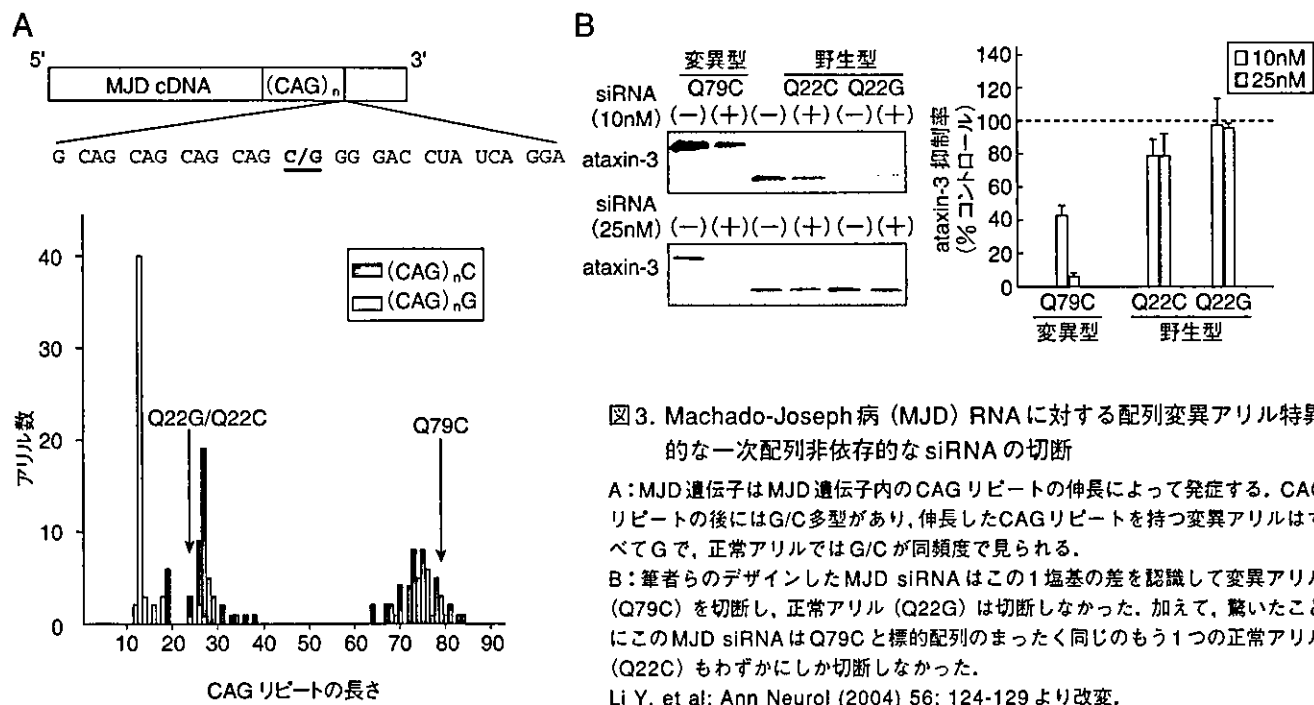 A
5' 3'
MJD cDNA (CAG)n
G CAG CAG CAG CAG C/G GG GAC CUA UCA GGA
アリル数
40
30
20
10
0
(CAG)nC
(CAG)nG
Q22G/Q22C
Q79C
10 20 30 40 50 60 70 80 90
CAGリピートの長さ
B
変異型 野生型
Q79C Q22C Q22G
siRNA
(10nM) (−)(+)(−)(+)(−)(+)
ataxin-3
siRNA
(25nM) (−)(+)(−)(+)(−)(+)
ataxin-3
ataxin-3 抑制率
(% コントロール)
140
120
100
80
60
40
20
0
10nM
25nM
Q79C Q22C Q22G
変異型 野生型
図3. Machado-Joseph病 (MJD) RNAに対する配列変異アリル特異
的な一次配列非依存的なsiRNAの切断
A:MJD遺伝子はMJD遺伝子内のCAGリピートの伸長によって発症する. CAG
リピートの後にはG/C多型があり,伸長したCAGリピートを持つ変異アリルはす
べてGで, 正常アリルではG/Cが同頻度で見られる.
B:筆者らのデザインしたMJD siRNAはこの1塩基の差を認識して変異アリル
(Q79C) を切断し, 正常アリル (Q22G) は切断しなかった. 加えて, 驚いたこと
にこのMJD siRNAはQ79Cと標的配列のまったく同じのもう1つの正常アリル
(Q22C) もわずかにしか切断しなかった.
Li Y, et al: Ann Neurol (2004) 56: 124-129より改変.